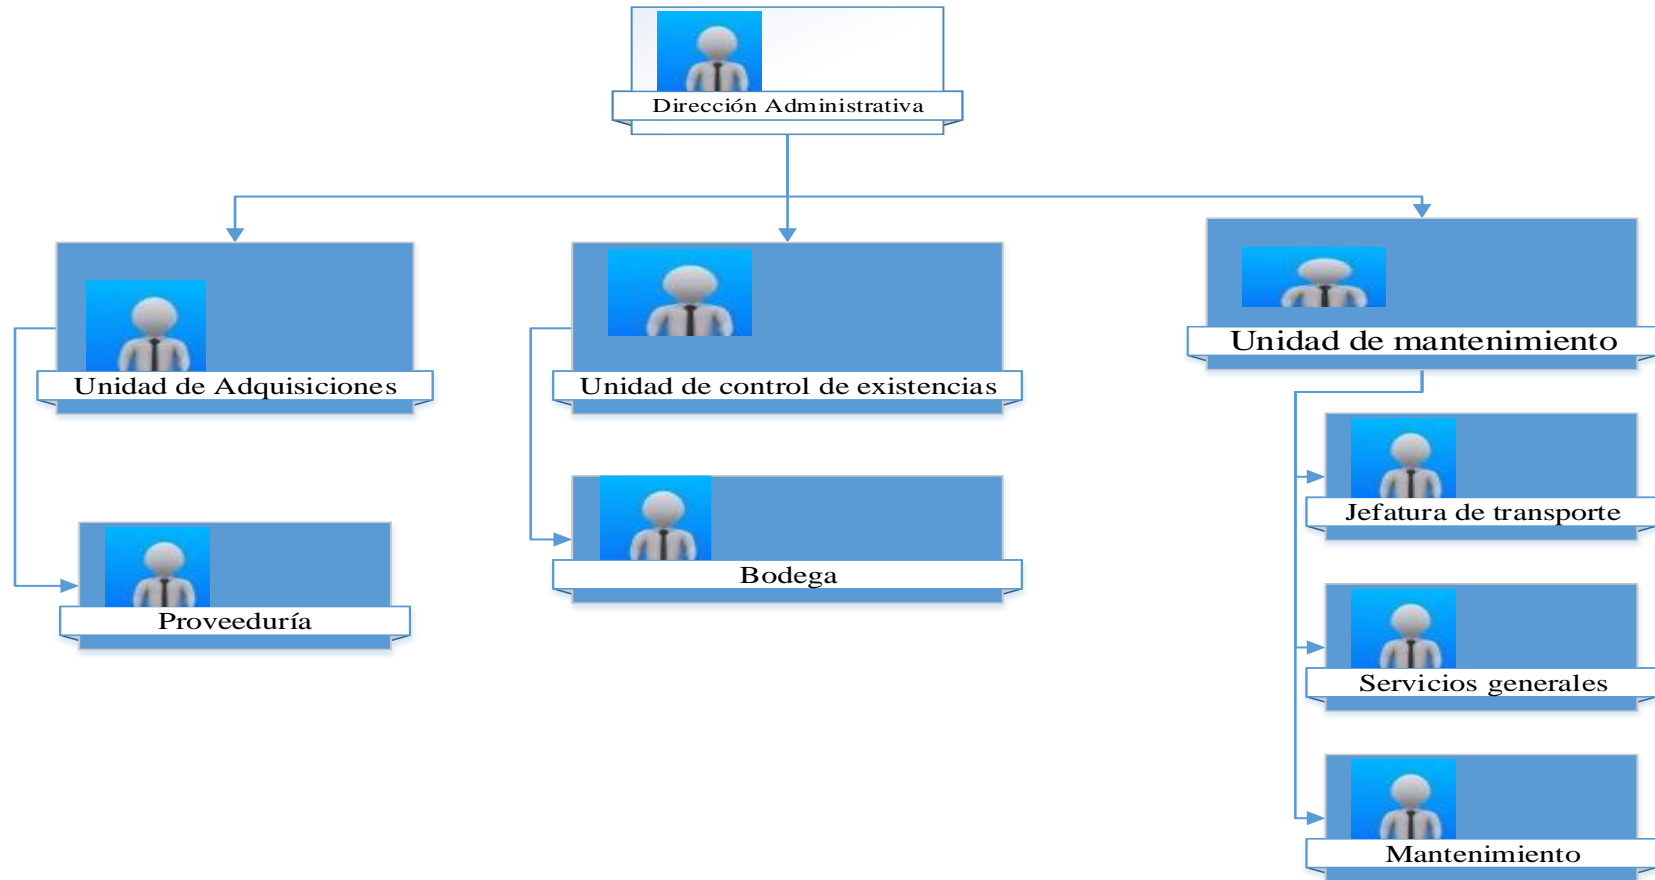 Dirección Administrativa
Unidad de Adquisiciones
Unidad de control de existencias
Unidad de mantenimiento
Proveeduría
Bodega
Jefatura de transporte
Servicios generales
Mantenimiento